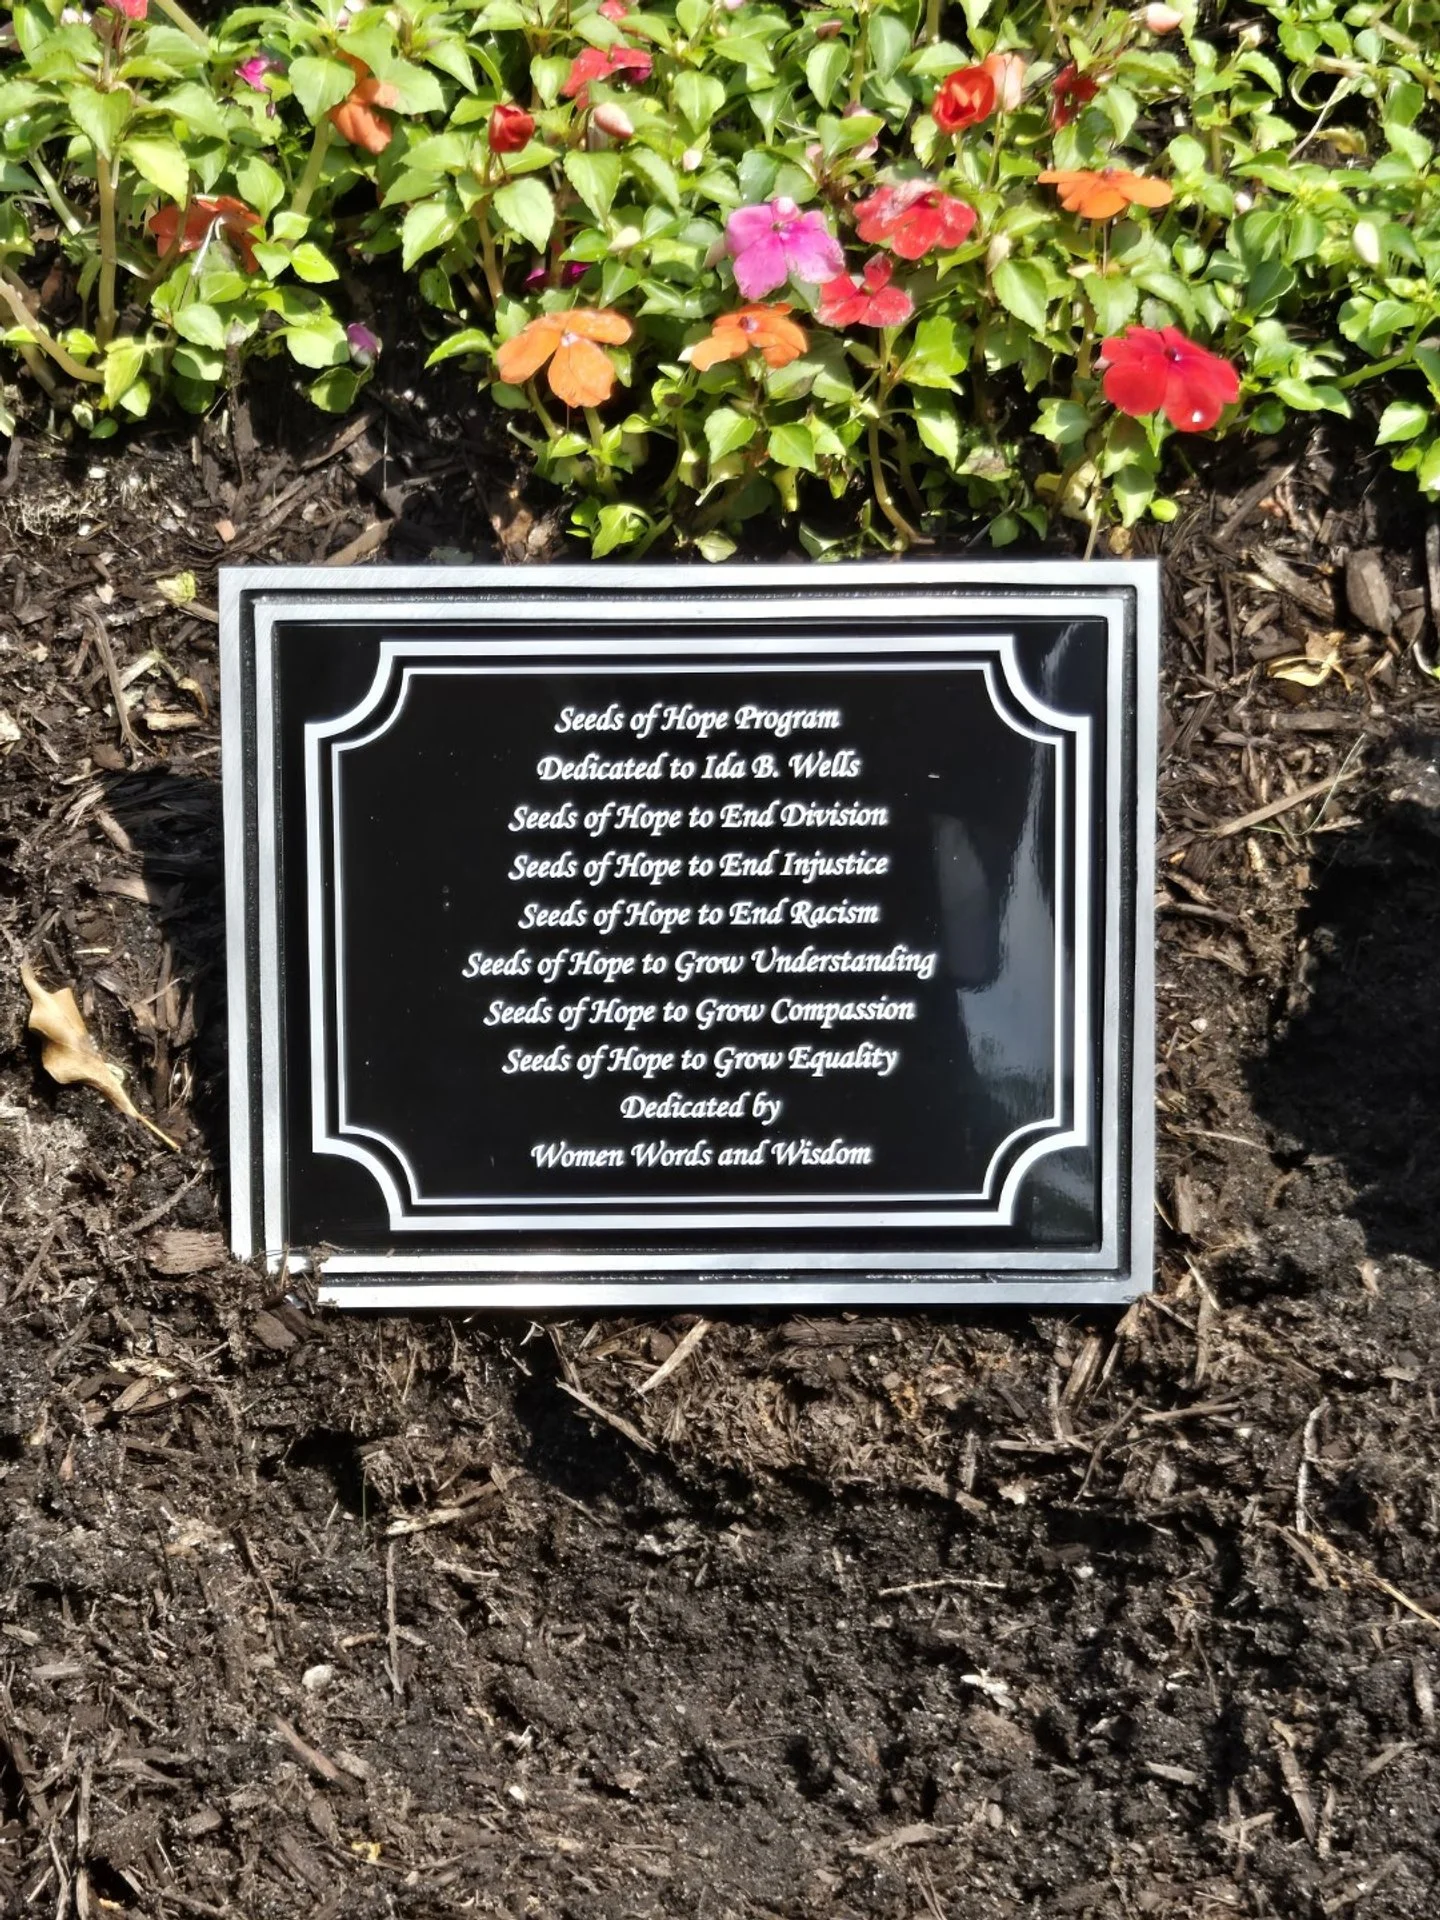 Seeds of Hope Program
Dedicated to Ida B. Wells
Seeds of Hope to End Division
Seeds of Hope to End Injustice
Seeds of Hope to End Racism
Seeds of Hope to Grow Understanding
Seeds of Hope to Grow Compassion
Seeds of Hope to Grow Equality
Dedicated by
Women Words and Wisdom